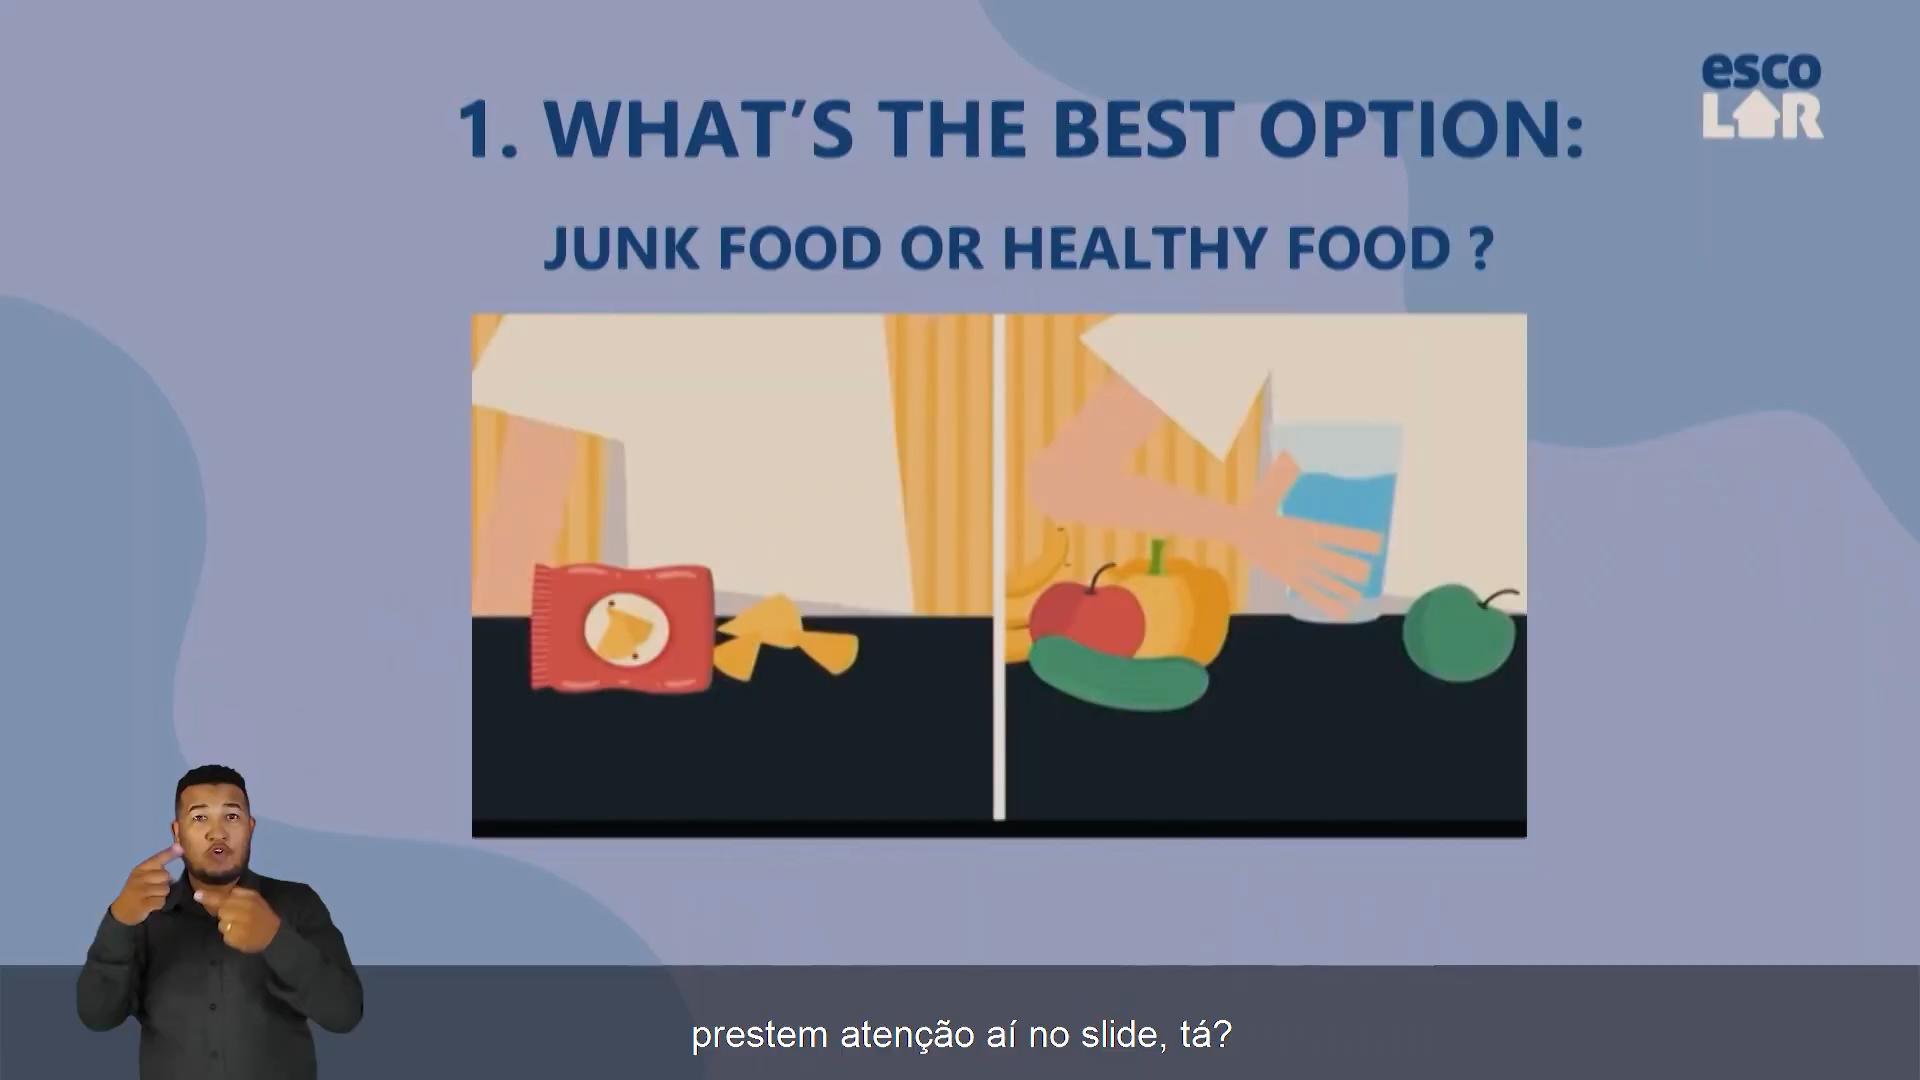 esco
LAR
1. WHAT’S THE BEST OPTION:
JUNK FOOD OR HEALTHY FOOD ?
prestem atenção aí no slide, tá?